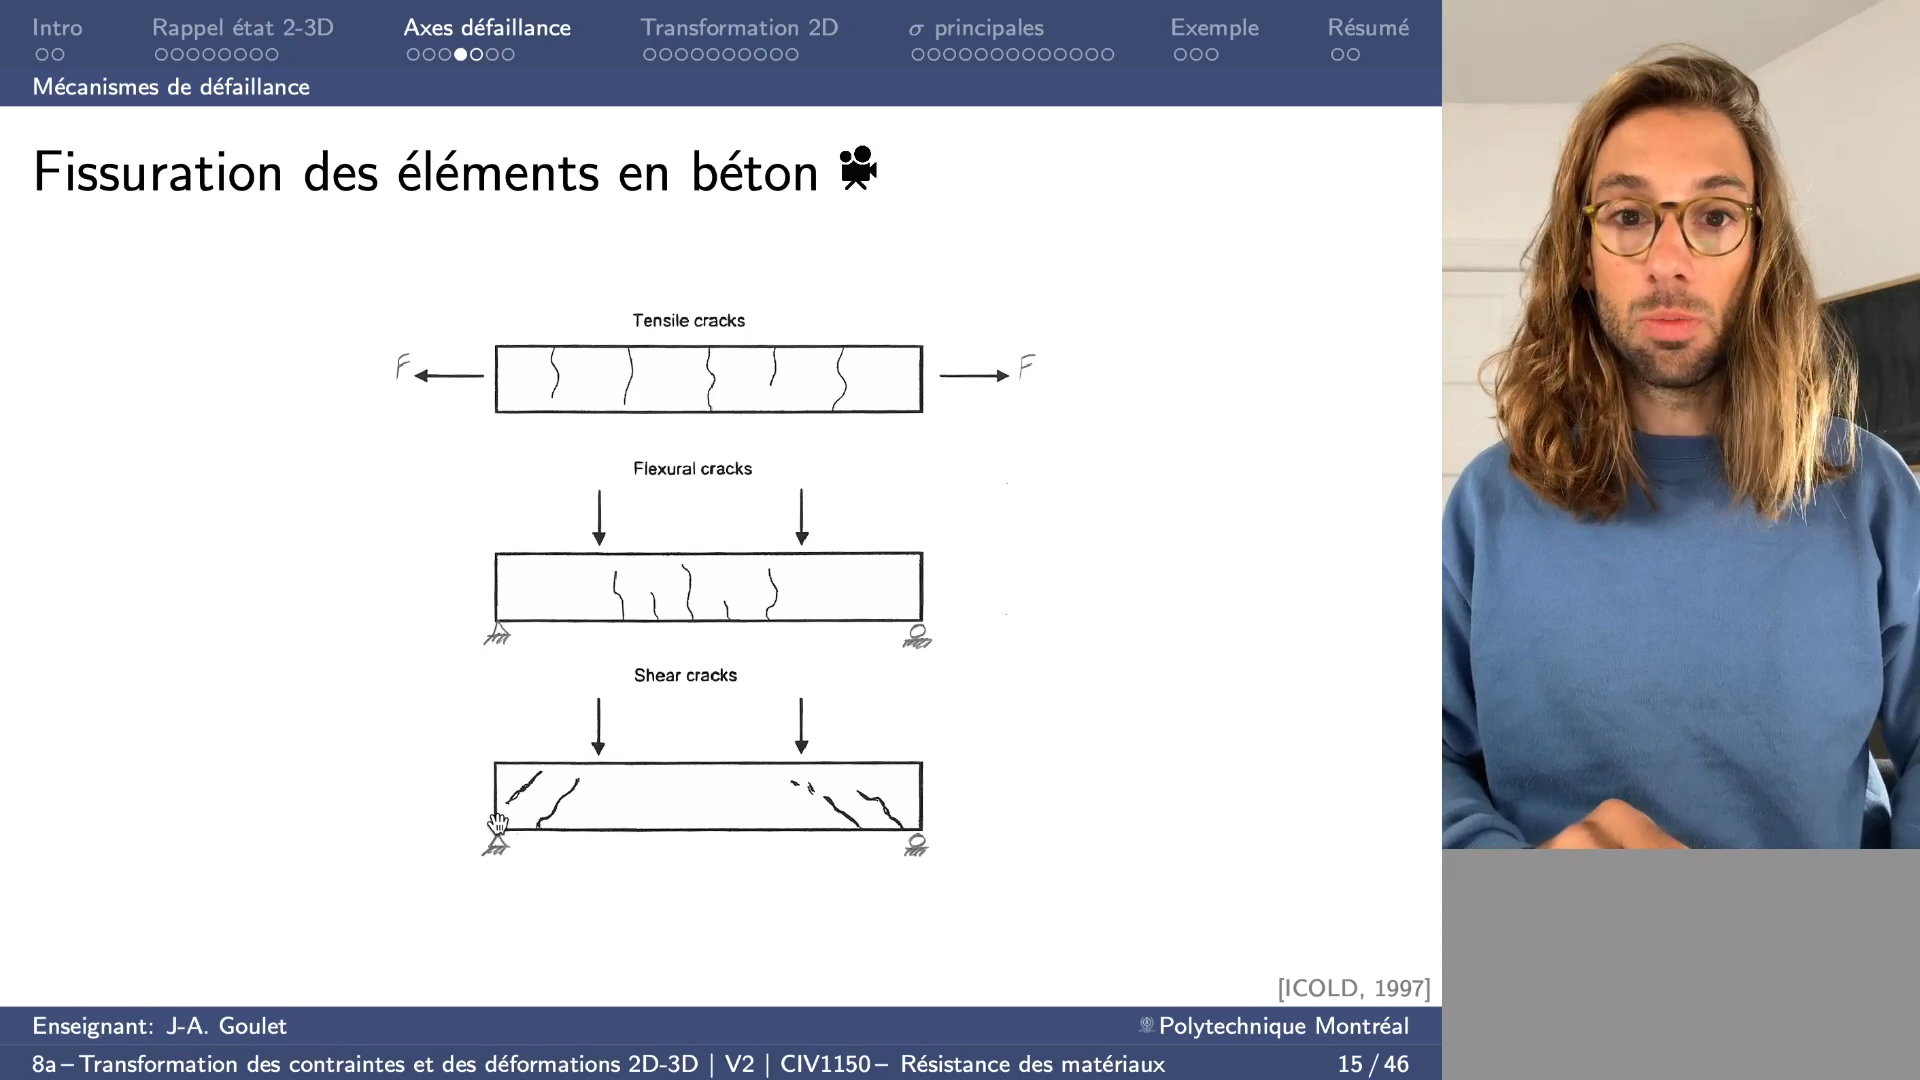 Intro Rappel état 2-3D Axes défaillance Transformation 2D σ principales Exemple Résumé
Mécanismes de défaillance
Fissuration des éléments en béton
Tensile cracks
F F
Flexural cracks
Shear cracks
[ICOLD, 1997]
Enseignant: J-A. Goulet Polytechnique Montréal
8a – Transformation des contraintes et des déformations 2D-3D | V2 | CIV1150 – Résistance des matériaux 15 / 46